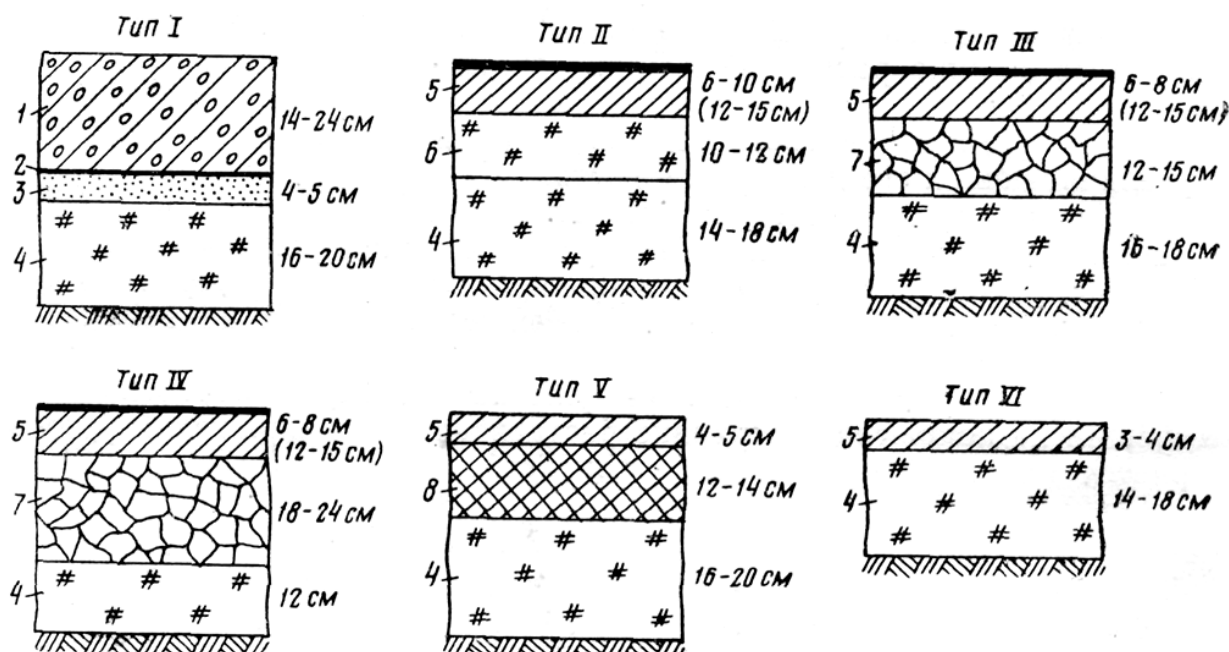 Тип I
1
14-24 см
2
3
4-5 см
4
16-20 см
Тип II
5
6-10 см
(12-15 см)
6
10-12 см
4
14-18 см
Тип III
5
6-8 см
(12-15 см)
7
12-15 см
4
16-18 см
Тип IV
5
6-8 см
(12-15 см)
7
18-24 см
4
12 см
Тип V
5
4-5 см
8
12-14 см
4
16-20 см
Тип VI
5
3-4 см
4
14-18 см